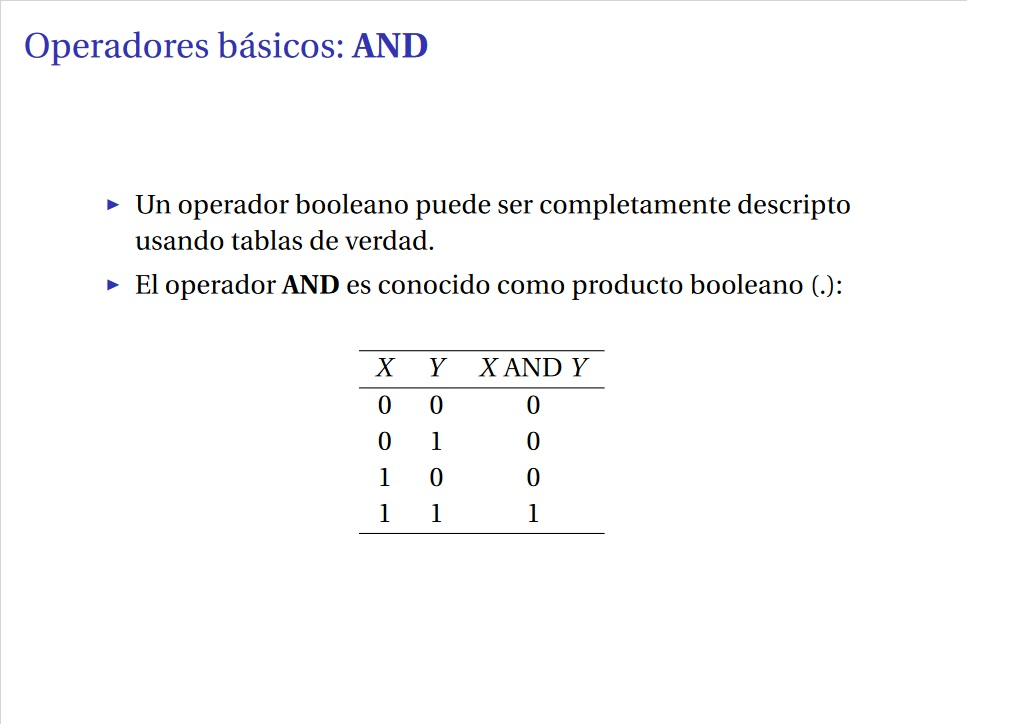 Operadores básicos: AND
▶ Un operador booleano puede ser completamente descripto
usando tablas de verdad.
▶ El operador AND es conocido como producto booleano (.):
X Y X AND Y
0 0 0
0 1 0
1 0 0
1 1 1